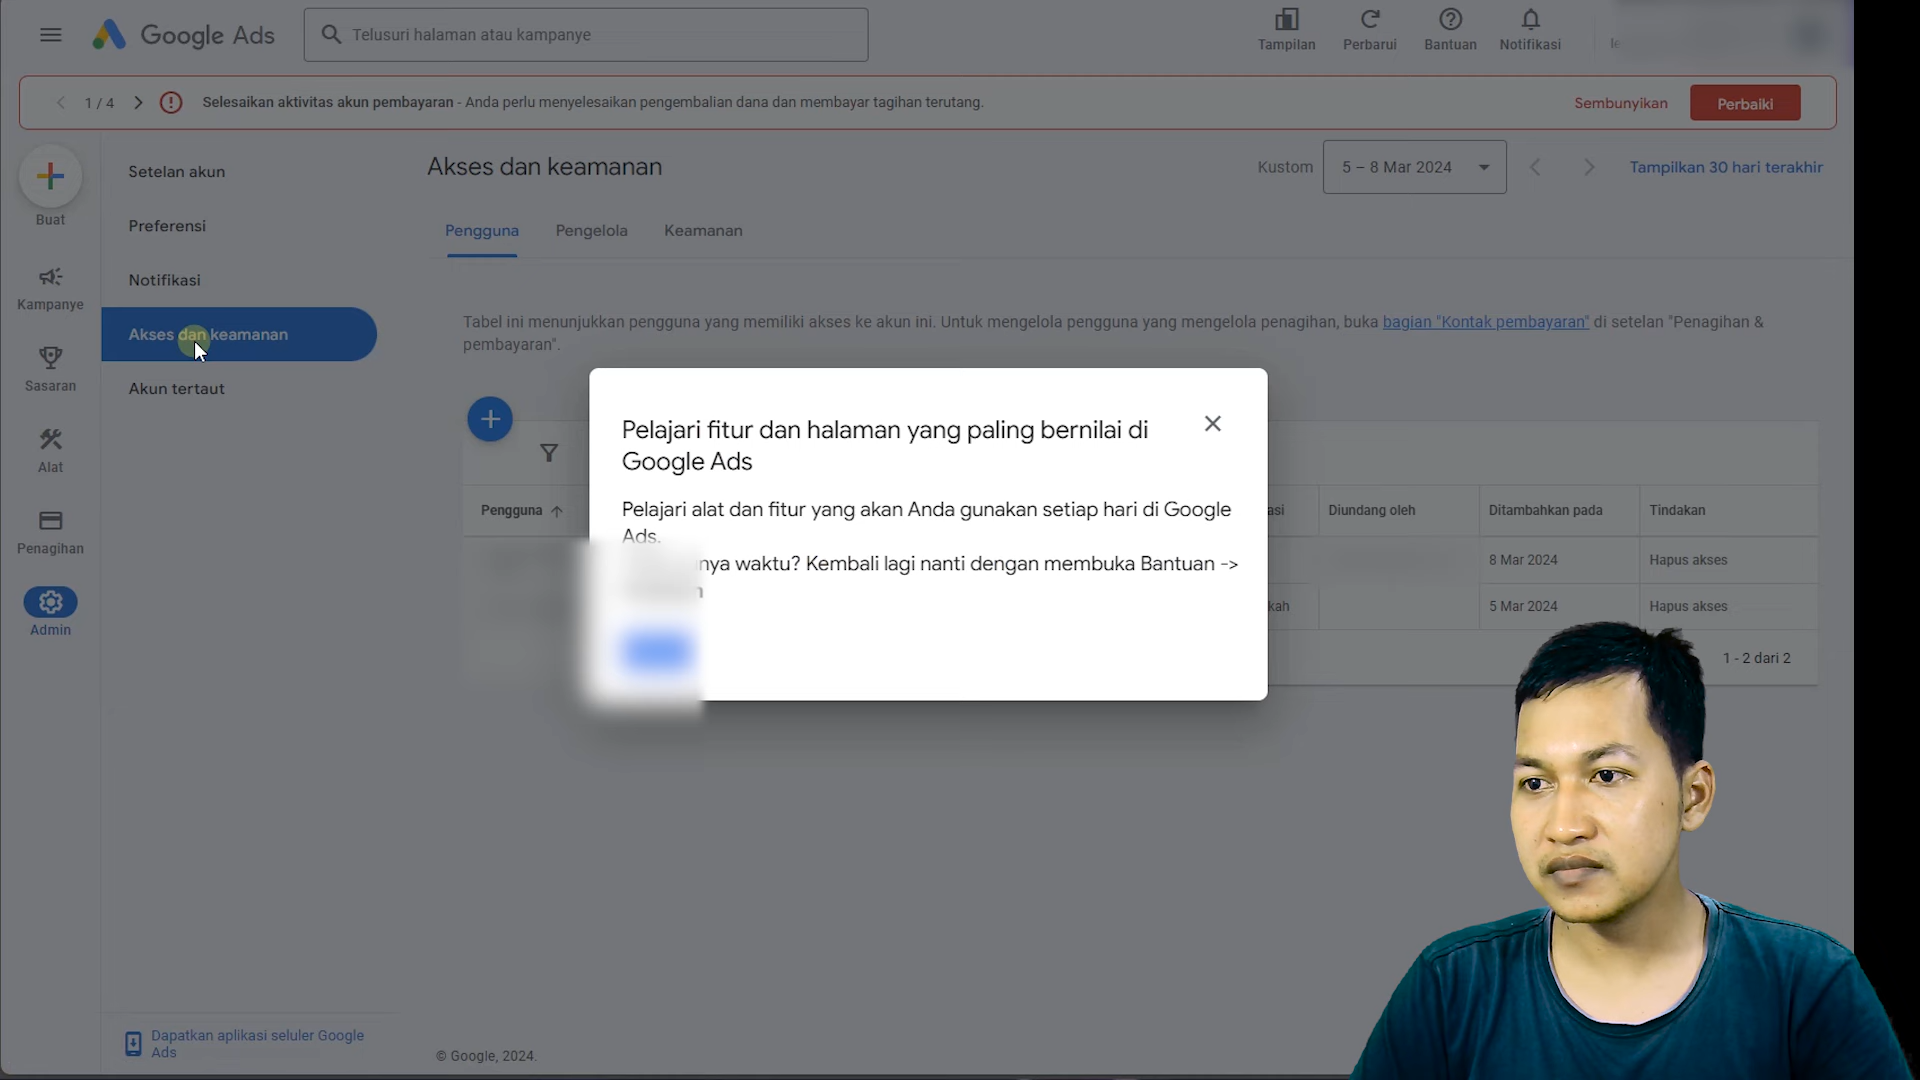 Google Ads
Telusuri halaman atau kampanye
Tampilan
Perbarui
Bantuan
Notifikasi
1 / 4
Selesaikan aktivitas akun pembayaran - Anda perlu menyelesaikan pengembalian dana dan membayar tagihan terutang.
Sembunyikan
Perbaiki
Buat
Kampanye
Sasaran
Alat
Penagihan
Admin
Setelan akun
Preferensi
Notifikasi
Akses dan keamanan
Akun tertaut
Akses dan keamanan
Kustom
5 – 8 Mar 2024
Tampilkan 30 hari terakhir
Pengguna
Pengelola
Keamanan
Tabel ini menunjukkan pengguna yang memiliki akses ke akun ini. Untuk mengelola pengguna yang mengelola penagihan, buka bagian "Kontak pembayaran" di setelan "Penagihan &
pembayaran".
Pelajari fitur dan halaman yang paling bernilai di
Google Ads
Pelajari alat dan fitur yang akan Anda gunakan setiap hari di Google
Ads.
waktu? Kembali lagi nanti dengan membuka Bantuan ->
Pengguna
Diundang oleh
Ditambahkan pada
Tindakan
8 Mar 2024
Hapus akses
5 Mar 2024
Hapus akses
1 - 2 dari 2
Dapatkan aplikasi seluler Google
Ads
© Google, 2024.